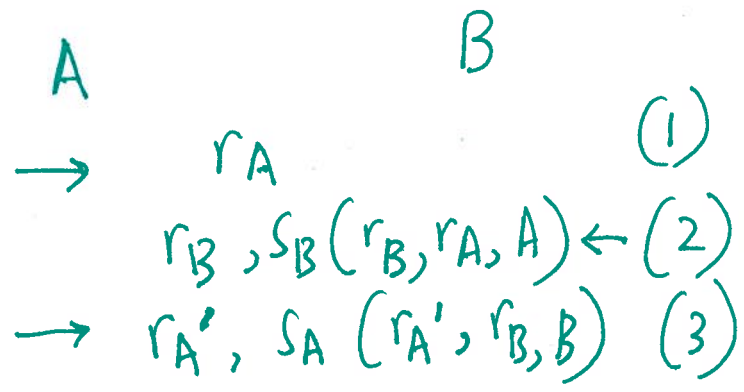 A B
→ rA (1)
rB, SB(rB, rA, A) ← (2)
→ rA', SA (rA', rB, B) (3)